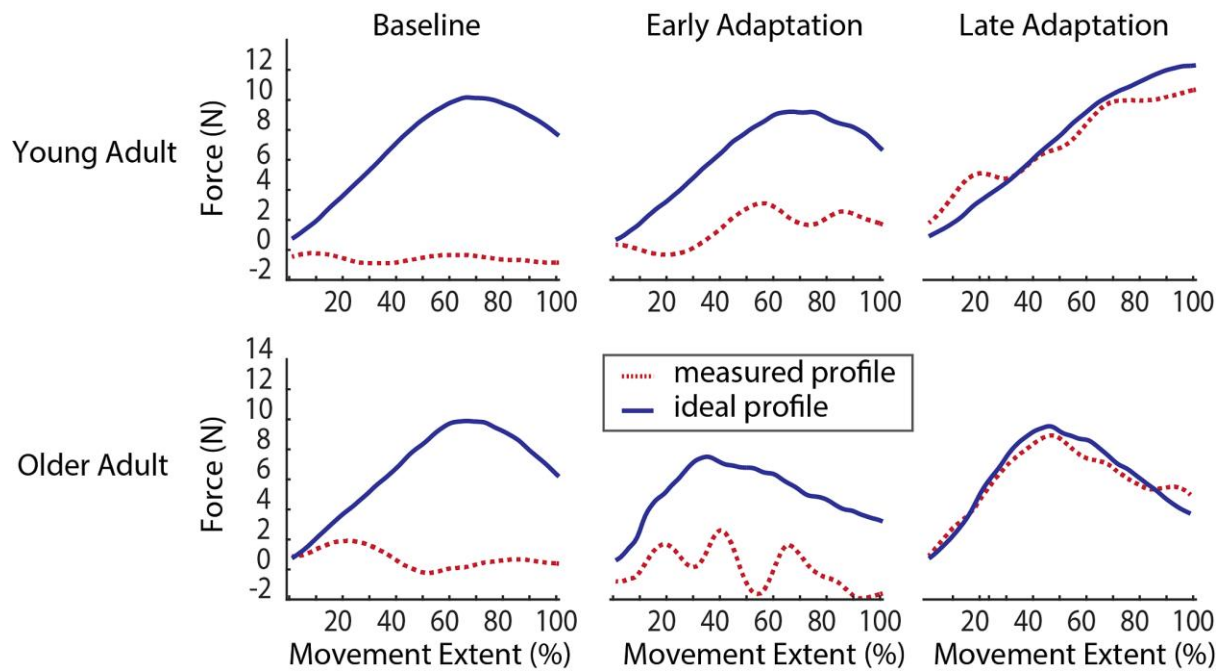 Baseline
Early Adaptation
Late Adaptation
Young Adult
Force (N)
12
10
8
6
4
2
0
-2
20 40 60 80 100
20 40 60 80 100
20 40 60 80 100
Older Adult
Force (N)
14
12
10
8
6
4
2
0
-2
measured profile
ideal profile
20 40 60 80 100
20 40 60 80 100
20 40 60 80 100
Movement Extent (%)
Movement Extent (%)
Movement Extent (%)